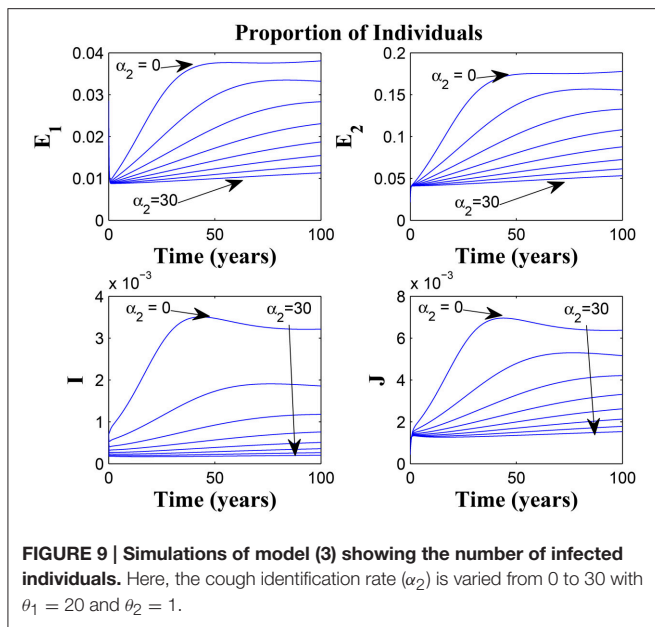 Proportion of Individuals
0.04
0.03
0.02
0.01
0
E₁
α₂ = 0
α₂=30
0 50 100
Time (years)
0.2
0.15
0.1
0.05
0
E₂
α₂ = 0
α₂=30
0 50 100
Time (years)
x 10⁻³
4
3
2
1
0
I
α₂ = 0
α₂=30
0 50 100
Time (years)
x 10⁻³
8
6
4
2
0
J
α₂ = 0
α₂=30
0 50 100
Time (years)
FIGURE 9 | Simulations of model (3) showing the number of infected
individuals. Here, the cough identification rate (α₂) is varied from 0 to 30 with
θ₁ = 20 and θ₂ = 1.